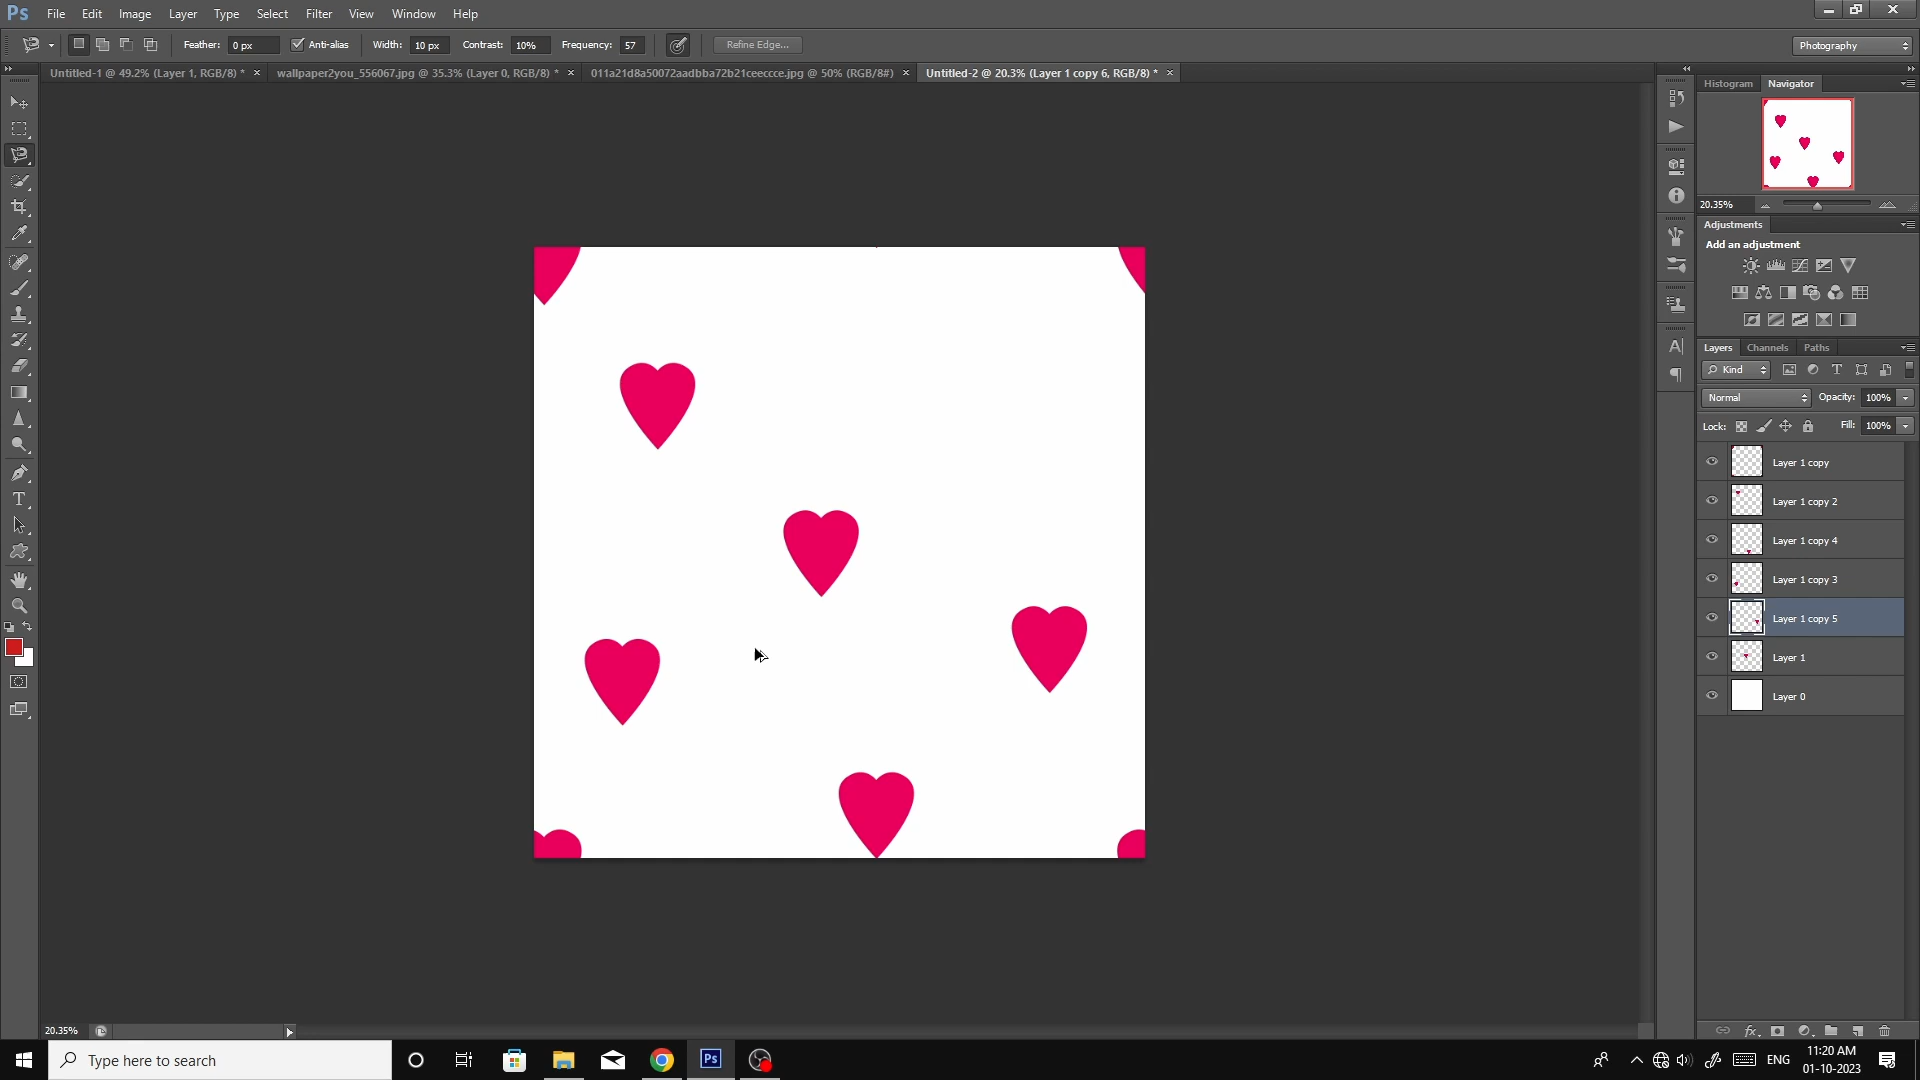 Ps File Edit Image Layer Type Select Filter View Window Help
Feather: 0 px Anti-alias Width: 10 px Contrast: 10% Frequency: 57 Refine Edge... Photography
Untitled-1 @ 49.2% (Layer 1, RGB/8) * × wallpaper2you_556067.jpg @ 35.3% (Layer 0, RGB/8) * × 011a21d8a50072aadbba72b21ceeccce.jpg @ 50% (RGB/8#) × Untitled-2 @ 20.3% (Layer 1 copy 6, RGB/8) * ×
Histogram Navigator
20.35%
Adjustments
Add an adjustment
Layers Channels Paths
Kind
Normal Opacity: 100%
Lock: Fill: 100%
Layer 1 copy
Layer 1 copy 2
Layer 1 copy 4
Layer 1 copy 3
Layer 1 copy 5
Layer 1
Layer 0
T
A
fx
20.35%
Type here to search
Ps
ENG
11:20 AM
01-10-2023